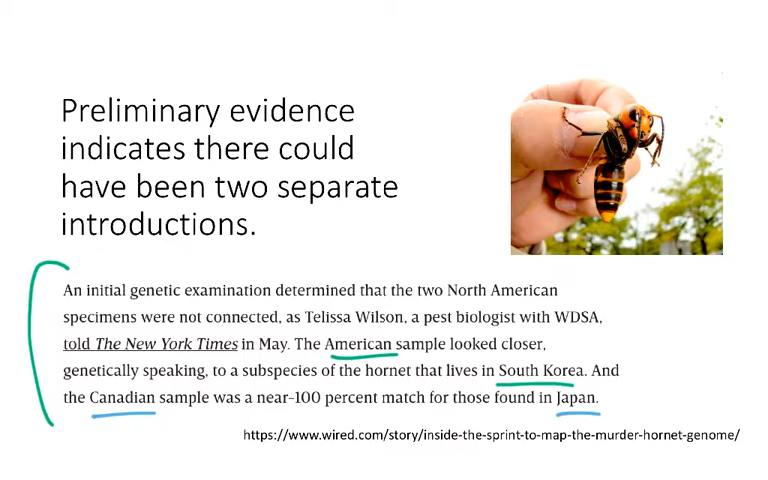 Preliminary evidence
indicates there could
have been two separate
introductions.
An initial genetic examination determined that the two North American
specimens were not connected, as Telissa Wilson, a pest biologist with WDSA,
told The New York Times in May. The American sample looked closer,
genetically speaking, to a subspecies of the hornet that lives in South Korea. And
the Canadian sample was a near-100 percent match for those found in Japan.
https://www.wired.com/story/inside-the-sprint-to-map-the-murder-hornet-genome/